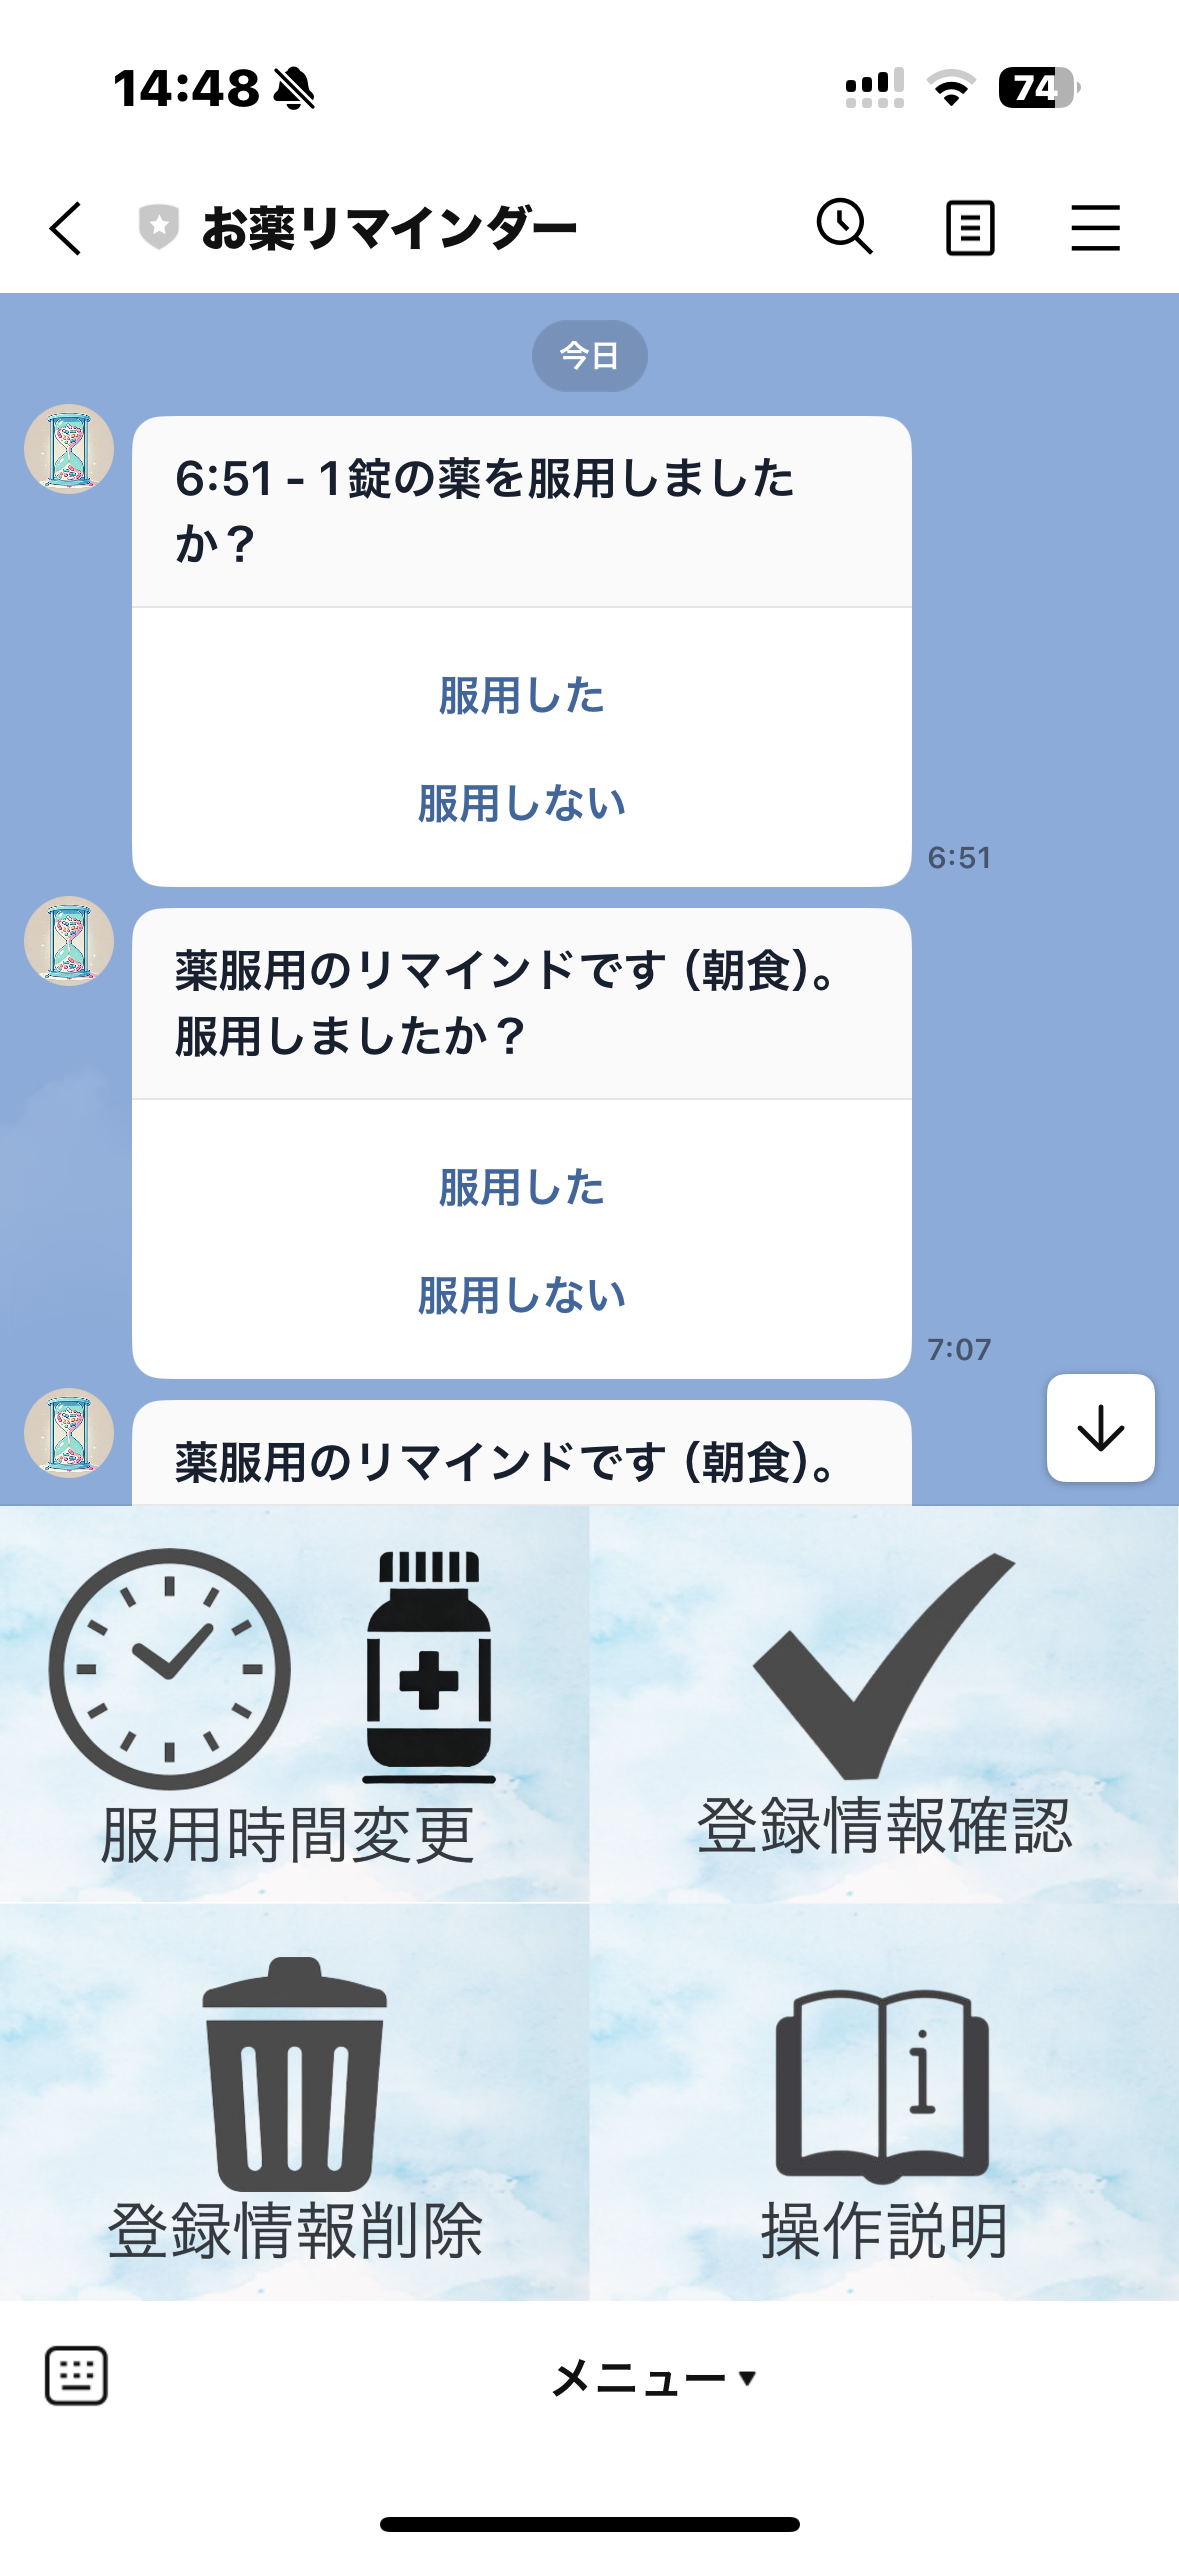 14:48
74
お薬リマインダー
今日
6:51 - 1錠の薬を服用しました
か？
服用した
服用しない
6:51
薬服用のリマインドです（朝食）。
服用しましたか？
服用した
服用しない
7:07
薬服用のリマインドです（朝食）。
服用時間変更
登録情報確認
登録情報削除
i
操作説明
メニュー▼